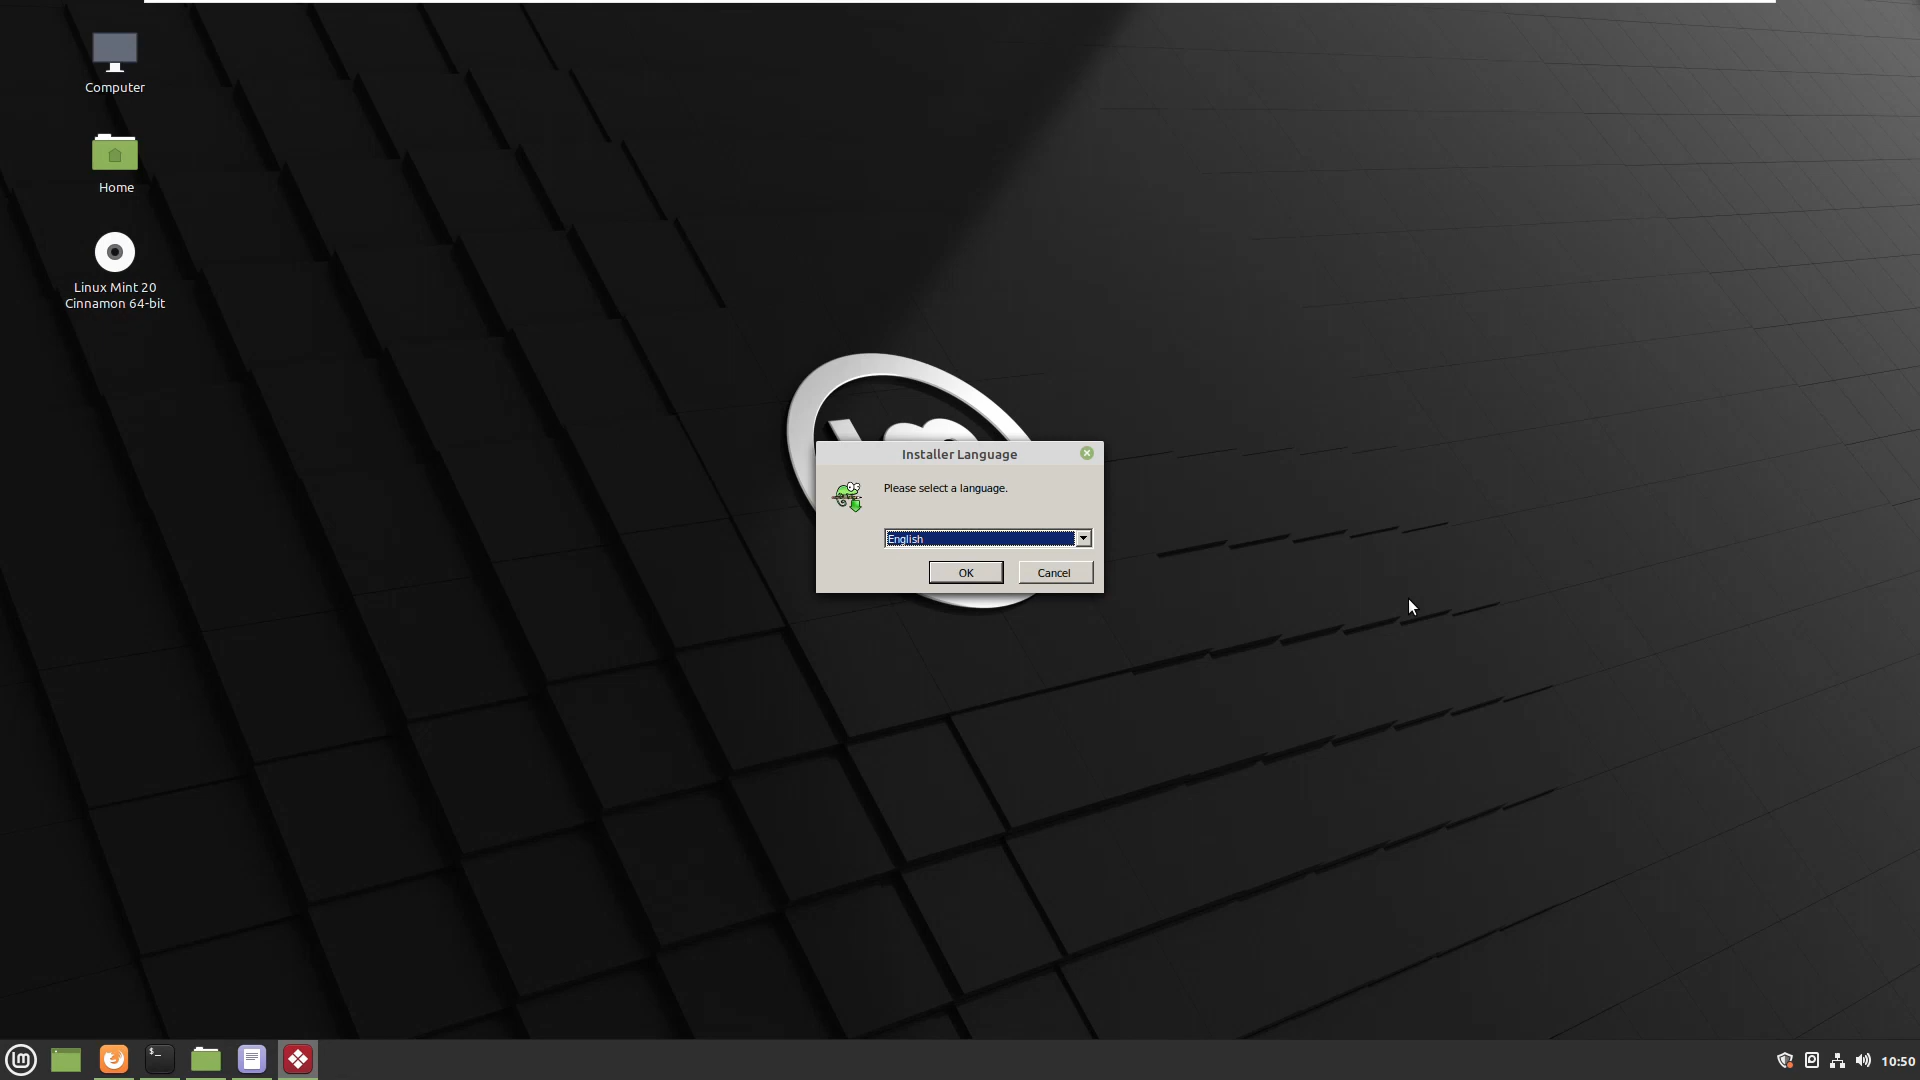 Computer
Home
Linux Mint 20
Cinnamon 64-bit
Installer Language
Please select a language.
English
OK
Cancel
10:50